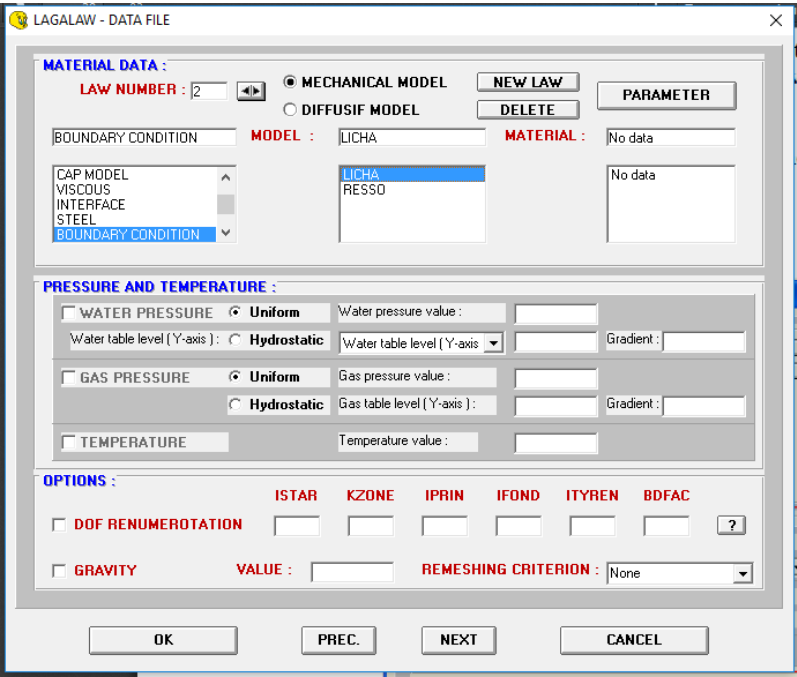 LAGALAW - DATA FILE
MATERIAL DATA :
LAW NUMBER : 2
MECHANICAL MODEL
NEW LAW
PARAMETER
DIFFUSIF MODEL
DELETE
BOUNDARY CONDITION MODEL : LICHA MATERIAL : No data
CAP MODEL
VISCOUS
INTERFACE
STEEL
BOUNDARY CONDITION
LICHA
RESSO
No data
PRESSURE AND TEMPERATURE :
WATER PRESSURE Uniform Water pressure value :
Water table level ( Y-axis ) : Hydrostatic Water table level ( Y-axis Gradient :
GAS PRESSURE Uniform Gas pressure value :
Hydrostatic Gas table level ( Y-axis ) : Gradient :
TEMPERATURE Temperature value :
OPTIONS :
ISTAR KZONE IPRIN IFOND ITYREN BDFAC
DOF RENUMEROTATION ?
GRAVITY VALUE : REMESHING CRITERION : None
OK PREC. NEXT CANCEL